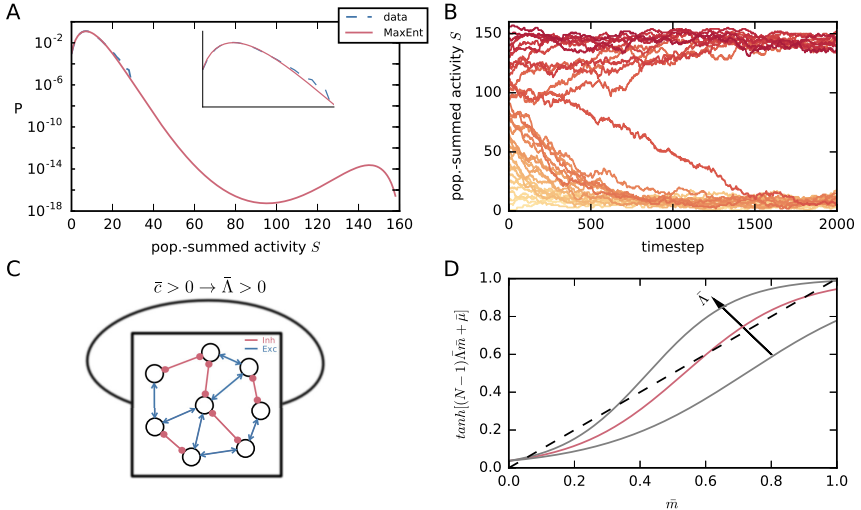 A
data
MaxEnt
10^-2
10^-6
P
10^-10
10^-14
10^-18
0 20 40 60 80 100 120 140 160
pop.-summed activity S
B
pop.-summed activity S
150
100
50
0
0 500 1000 1500 2000
timestep
C
c̄ > 0 → Λ̄ > 0
Inh
Exc
D
tanh[(N − 1)Λ̄m̄ + μ̄]
1.0
0.8
0.6
0.4
0.2
0.0
0.0 0.2 0.4 0.6 0.8 1.0
Λ̄
m̄